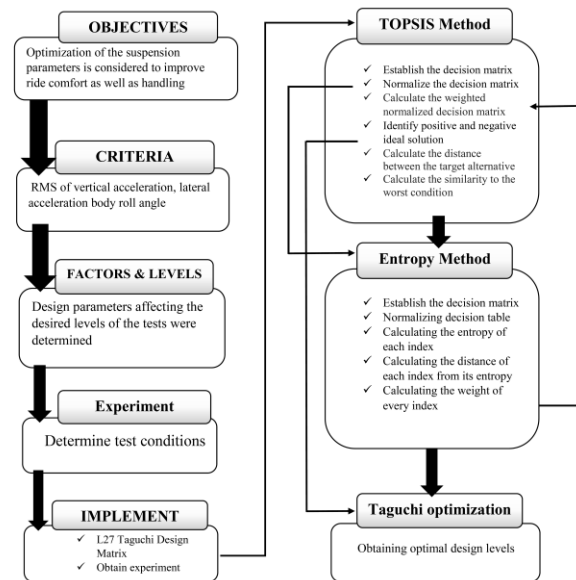 OBJECTIVES
Optimization of the suspension
parameters is considered to improve
ride comfort as well as handling
CRITERIA
RMS of vertical acceleration, lateral
acceleration body roll angle
FACTORS & LEVELS
Design parameters affecting the
desired levels of the tests were
determined
Experiment
Determine test conditions
IMPLEMENT
✓ L27 Taguchi Design
Matrix
✓ Obtain experiment
TOPSIS Method
✓ Establish the decision matrix
✓ Normalize the decision matrix
✓ Calculate the weighted
normalized decision matrix
✓ Identify positive and negative
ideal solution
✓ Calculate the distance
between the target alternative
✓ Calculate the similarity to the
worst condition
Entropy Method
✓ Establish the decision matrix
✓ Normalizing decision table
✓ Calculating the entropy of
each index
✓ Calculating the distance of
each index from its entropy
✓ Calculating the weight of
every index
Taguchi optimization
Obtaining optimal design levels